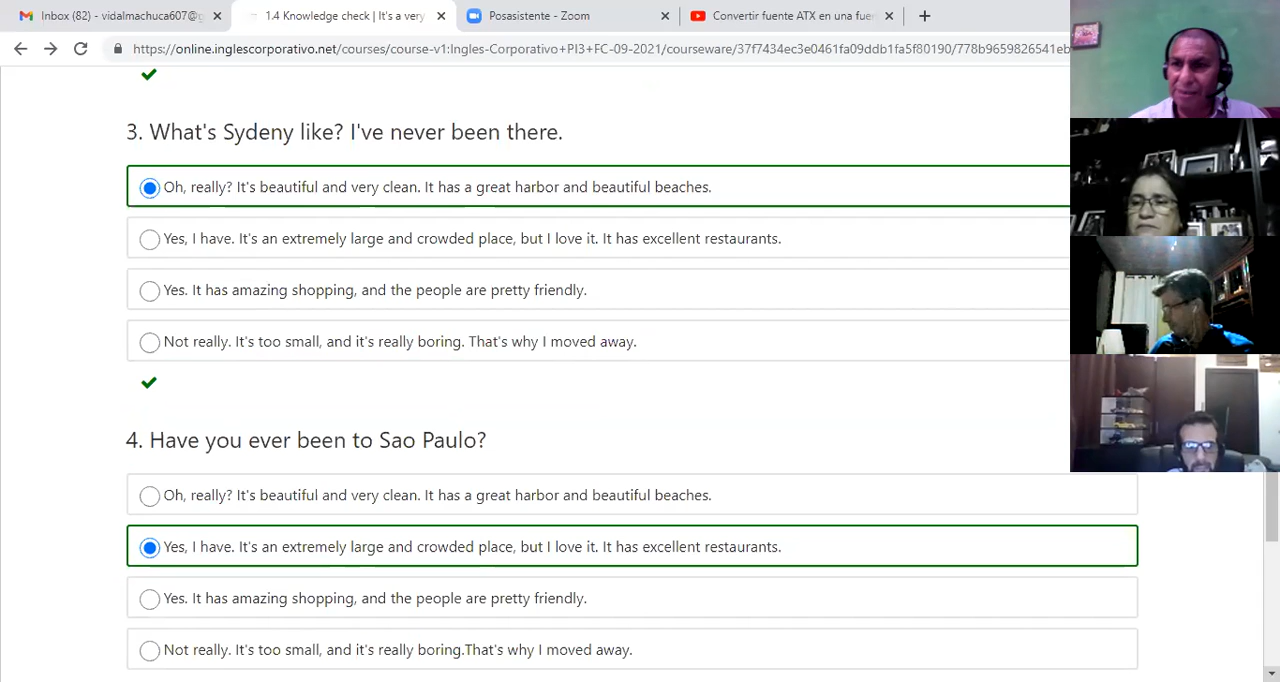 Inbox (82) - vidalmachuca607@g
1.4 Knowledge check | It's a very
Posasistente - Zoom
Convertir fuente ATX en una fue
https://online.inglescorporativo.net/courses/course-v1:Ingles-Corporativo+PI3+FC-09-2021/courseware/37f7434ec3e0461fa09ddb1fa5f80190/778b9659826541eb
3. What's Sydeny like? I've never been there.
Oh, really? It's beautiful and very clean. It has a great harbor and beautiful beaches.
Yes, I have. It's an extremely large and crowded place, but I love it. It has excellent restaurants.
Yes. It has amazing shopping, and the people are pretty friendly.
Not really. It's too small, and it's really boring. That's why I moved away.
4. Have you ever been to Sao Paulo?
Oh, really? It's beautiful and very clean. It has a great harbor and beautiful beaches.
Yes, I have. It's an extremely large and crowded place, but I love it. It has excellent restaurants.
Yes. It has amazing shopping, and the people are pretty friendly.
Not really. It's too small, and it's really boring.That's why I moved away.